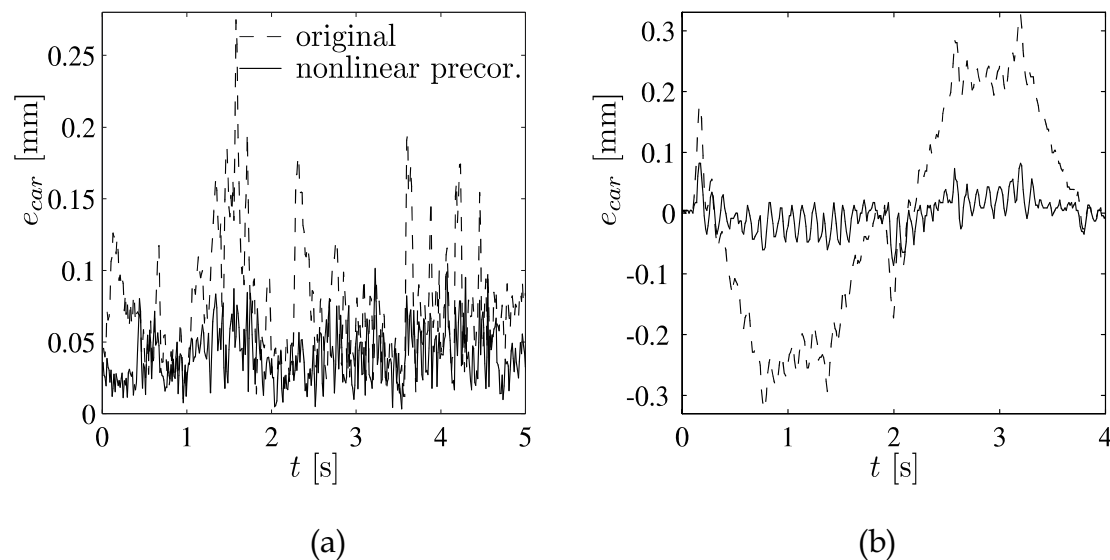 original
nonlinear precor.
e_car [mm]
0.25
0.2
0.15
0.1
0.05
0
0 1 2 3 4 5
t [s]
(a)
e_car [mm]
0.3
0.2
0.1
0
-0.1
-0.2
-0.3
0 1 2 3 4
t [s]
(b)